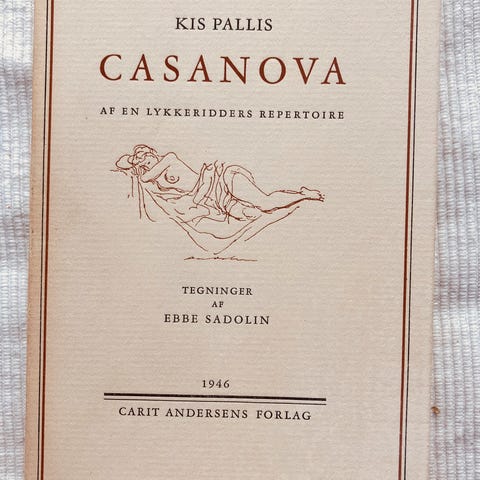 KIS PALLIS
CASANOVA
AF EN LYKKERIDDERS REPERTOIRE
TEGNINGER
AF
EBBE SADOLIN
1946
CARIT ANDERSENS FORLAG